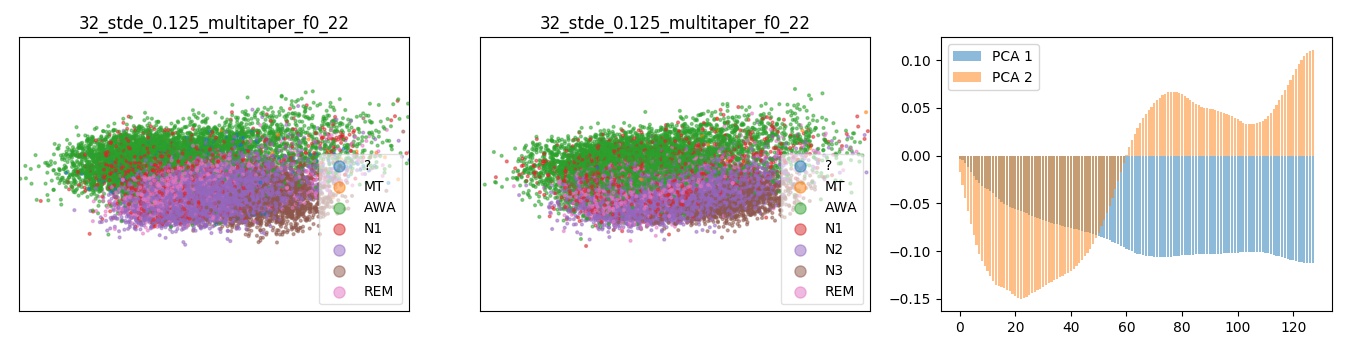 32_stde_0.125_multitaper_f0_22
?
MT
AWA
N1
N2
N3
REM
32_stde_0.125_multitaper_f0_22
?
MT
AWA
N1
N2
N3
REM
PCA 1
PCA 2
0.10
0.05
0.00
−0.05
−0.10
−0.15
0 20 40 60 80 100 120